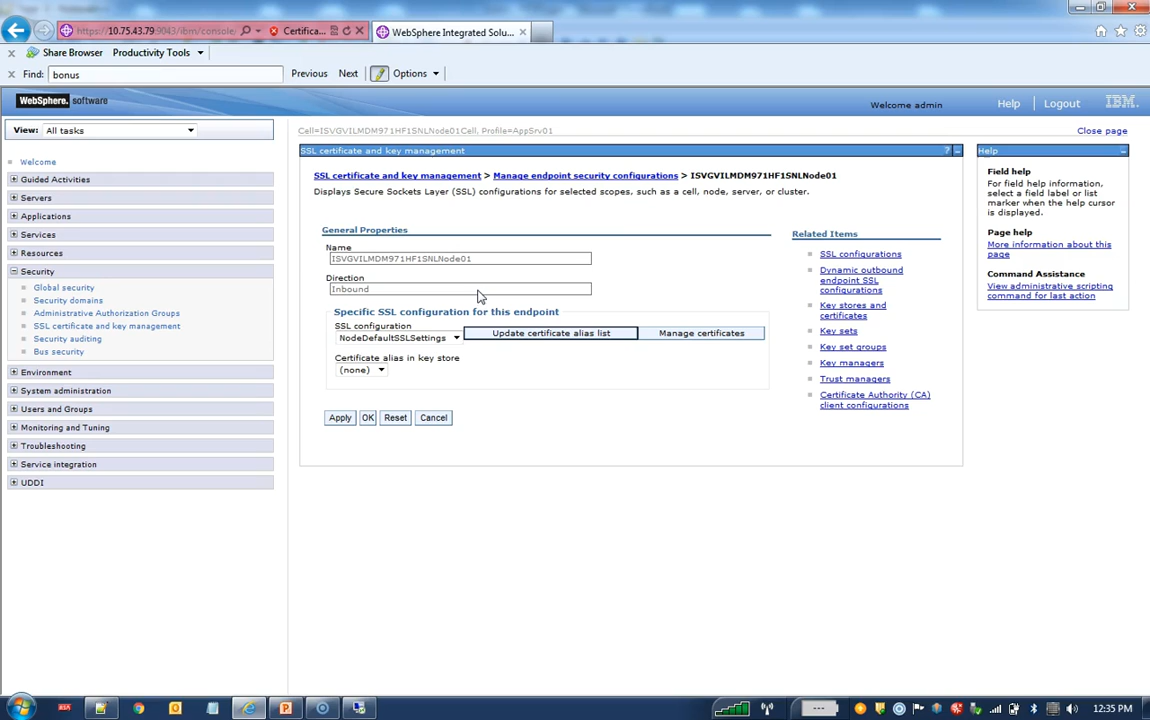 https://10.75.43.79:9043/ibm/console/
Certifica...
WebSphere Integrated Solu...
Share Browser
Productivity Tools
Find:
bonus
Previous
Next
Options
WebSphere. software
Welcome admin
Help
Logout
IBM.
View:
All tasks
Cell=ISVGVILMDM971HF1SNLNode01Cell, Profile=AppSrv01
Close page
Welcome
Guided Activities
Servers
Applications
Services
Resources
Security
Global security
Security domains
Administrative Authorization Groups
SSL certificate and key management
Security auditing
Bus security
Environment
System administration
Users and Groups
Monitoring and Tuning
Troubleshooting
Service integration
UDDI
SSL certificate and key management
?
SSL certificate and key management > Manage endpoint security configurations > ISVGVILMDM971HF1SNLNode01
Displays Secure Sockets Layer (SSL) configurations for selected scopes, such as a cell, node, server, or cluster.
General Properties
Name
ISVGVILMDM971HF1SNLNode01
Direction
Inbound
Specific SSL configuration for this endpoint
SSL configuration
NodeDefaultSSLSettings
Update certificate alias list
Manage certificates
Certificate alias in key store
(none)
Apply
OK
Reset
Cancel
Related Items
SSL configurations
Dynamic outbound
endpoint SSL
configurations
Key stores and
certificates
Key sets
Key set groups
Key managers
Trust managers
Certificate Authority (CA)
client configurations
Help
Field help
For field help information,
select a field label or list
marker when the help cursor
is displayed.
Page help
More information about this
page
Command Assistance
View administrative scripting
command for last action
12:35 PM